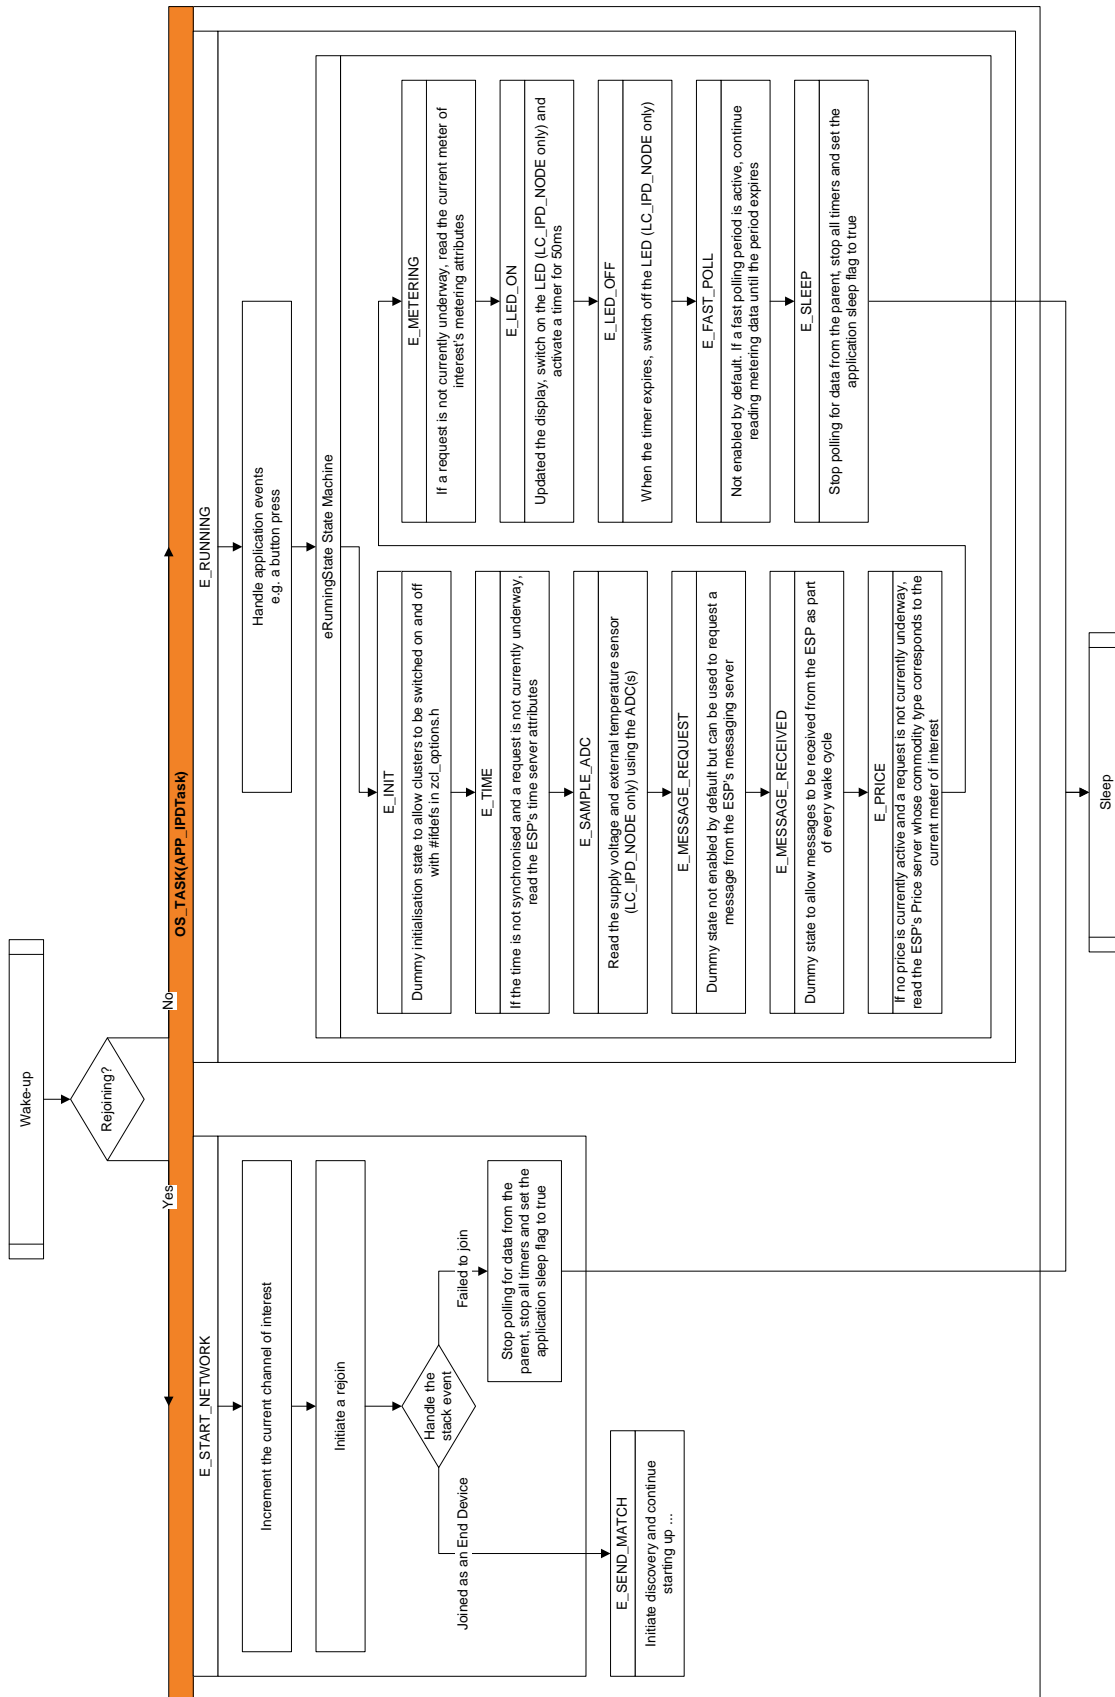 Wake-up
Rejoining?
Yes
No
OS_TASK(APP_IPDTask)
E_START_NETWORK
Increment the current channel of interest
Initiate a rejoin
Handle the
stack event
Joined as an End Device
Failed to join
Stop polling for data from the
parent, stop all timers and set the
application sleep flag to true
E_SEND_MATCH
Initiate discovery and continue
starting up ...
E_RUNNING
Handle application events
e.g. a button press
eRunningState State Machine
E_INIT
Dummy initialisation state to allow clusters to be switched on and off
with #ifdefs in zcl_options.h
E_TIME
If the time is not synchronised and a request is not currently underway,
read the ESP's time server attributes
E_SAMPLE_ADC
Read the supply voltage and external temperature sensor
(LC_IPD_NODE only) using the ADC(s)
E_MESSAGE_REQUEST
Dummy state not enabled by default but can be used to request a
message from the ESP's messaging server
E_MESSAGE_RECEIVED
Dummy state to allow messages to be received from the ESP as part
of every wake cycle
E_PRICE
If no price is currently active and a request is not currently underway,
read the ESP's Price server whose commodity type corresponds to the
current meter of interest
E_METERING
If a request is not currently underway, read the current meter of
interest's metering attributes
E_LED_ON
Updated the display, switch on the LED (LC_IPD_NODE only) and
activate a timer for 50ms
E_LED_OFF
When the timer expires, switch off the LED (LC_IPD_NODE only)
E_FAST_POLL
Not enabled by default. If a fast polling period is active, continue
reading metering data until the period expires
E_SLEEP
Stop polling for data from the parent, stop all timers and set the
application sleep flag to true
Sleep